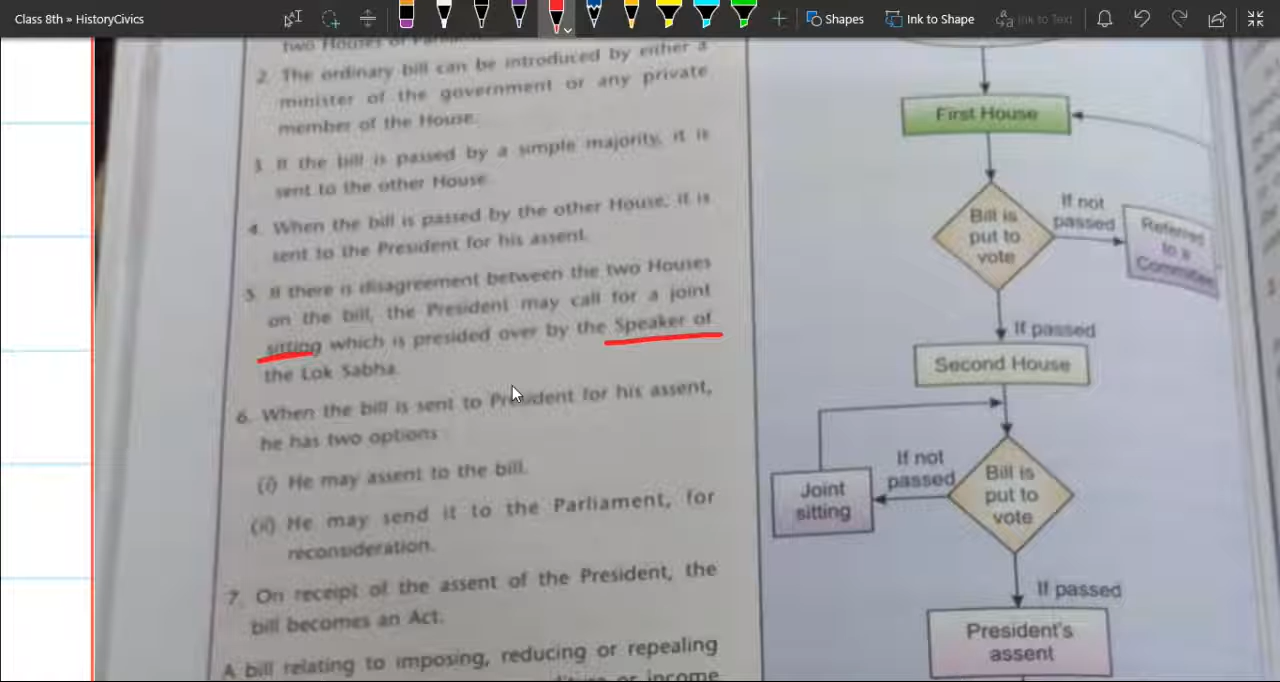 Class 8th » HistoryCivics
Shapes
Ink to Shape
Ink to Text
two Houses of
2. The ordinary bill can be introduced by either a
minister of the government or any private
member of the House.
3. If the bill is passed by a simple majority, it is
sent to the other House.
4. When the bill is passed by the other House, it is
sent to the President for his assent.
5. If there is disagreement between the two Houses
on the bill, the President may call for a joint
sitting which is presided over by the Speaker of
the Lok Sabha.
6. When the bill is sent to President for his assent,
he has two options
(i) He may assent to the bill.
(ii) He may send it to the Parliament, for
reconsideration.
7. On receipt of the assent of the President, the
bill becomes an Act.
A bill relating to imposing, reducing or repealing
or income
First House
Bill is
put to
vote
If not
passed
Referred
to a
Committee
If passed
Second House
Bill is
put to
vote
If not
passed
Joint
sitting
If passed
President's
assent